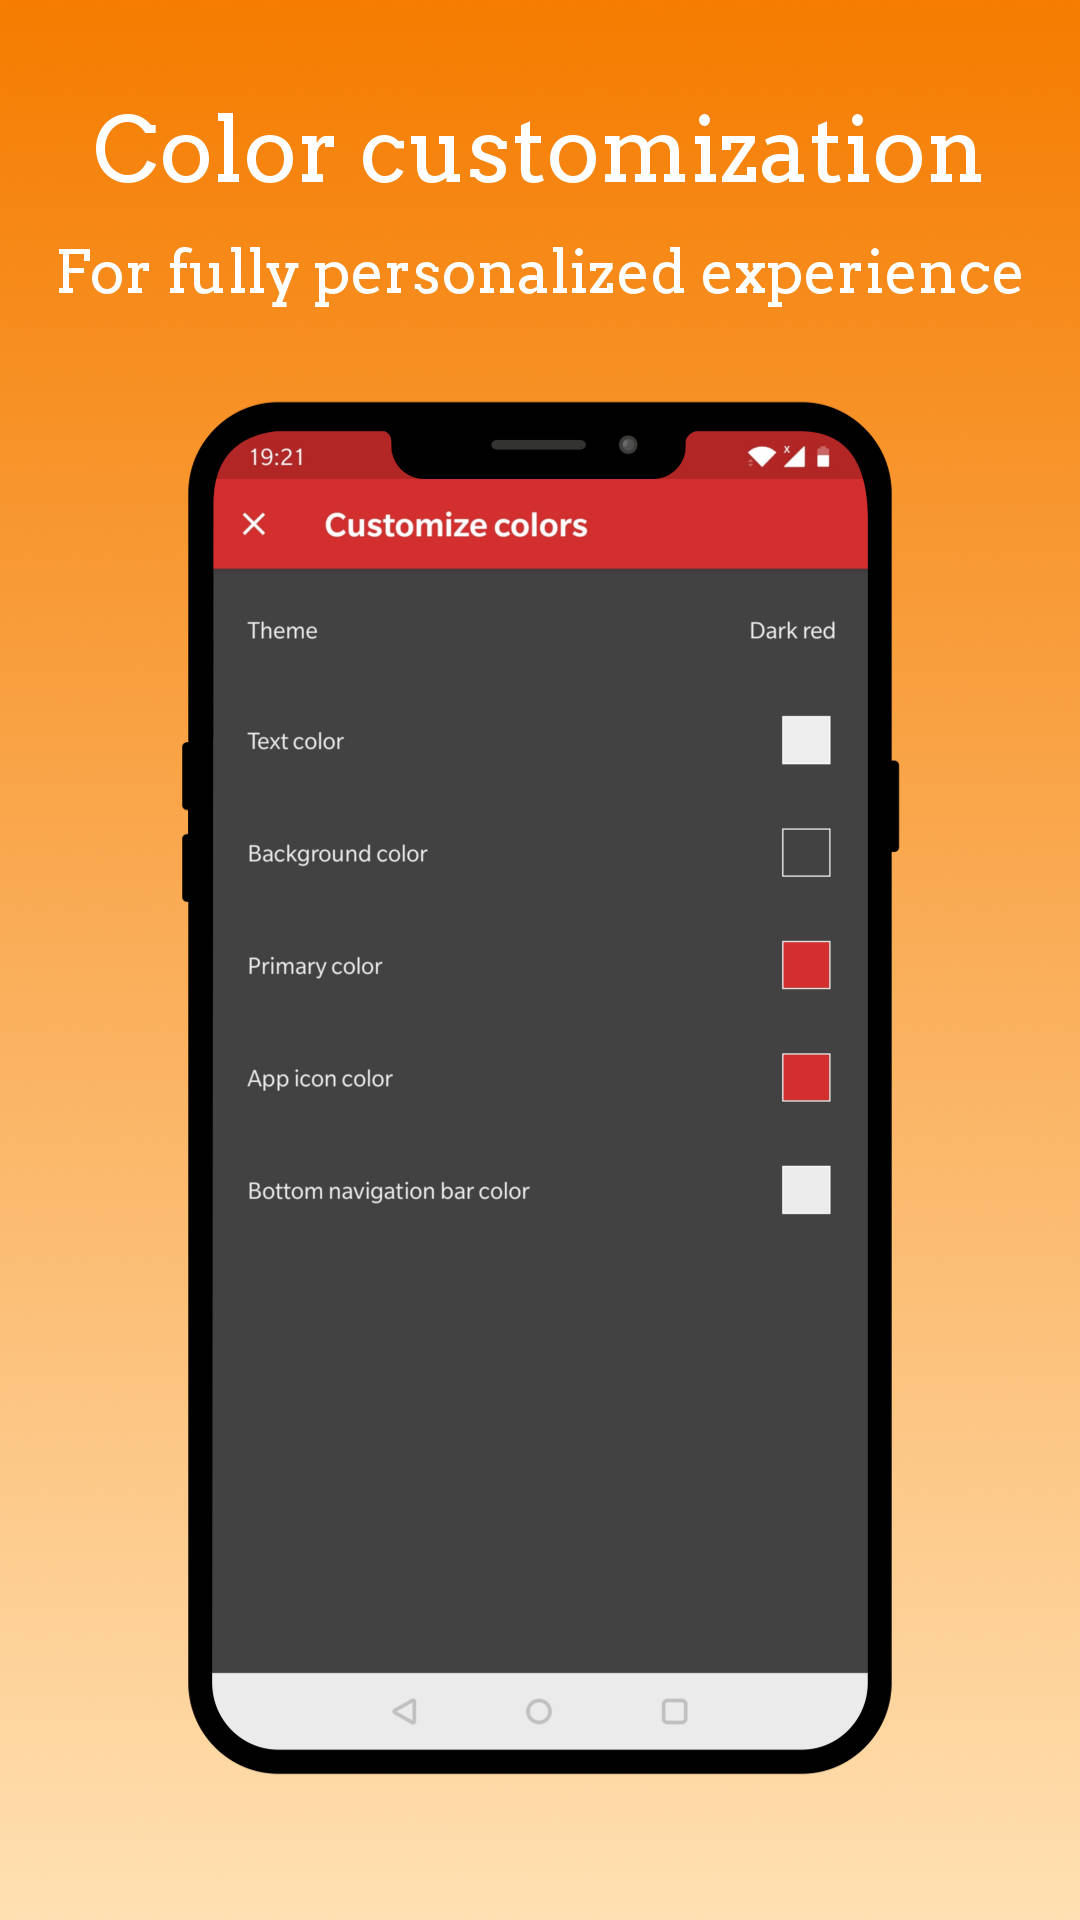 Color customization
For fully personalized experience
19:21
Customize colors
Theme Dark red
Text color
Background color
Primary color
App icon color
Bottom navigation bar color